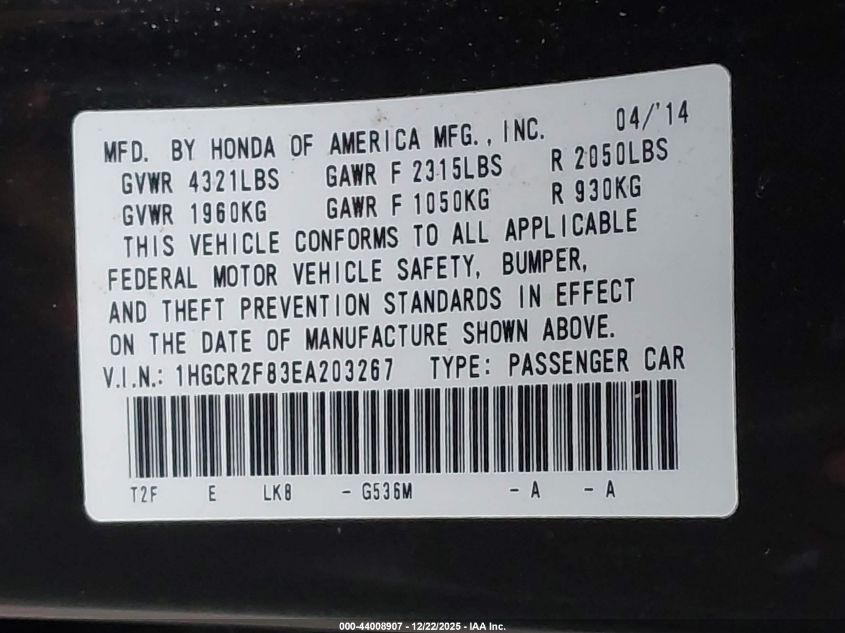 MFD. BY HONDA OF AMERICA MFG., INC. 04/'14
GVWR 4321LBS GAWR F 2315LBS R 2050LBS
GVWR 1960KG GAWR F 1050KG R 930KG
THIS VEHICLE CONFORMS TO ALL APPLICABLE
FEDERAL MOTOR VEHICLE SAFETY, BUMPER,
AND THEFT PREVENTION STANDARDS IN EFFECT
ON THE DATE OF MANUFACTURE SHOWN ABOVE.
V.I.N.: 1HGCR2F83EA203267 TYPE: PASSENGER CAR
T2F E LK8 - G536M - A - A
000-44008907 - 12/22/2025 - IAA Inc.